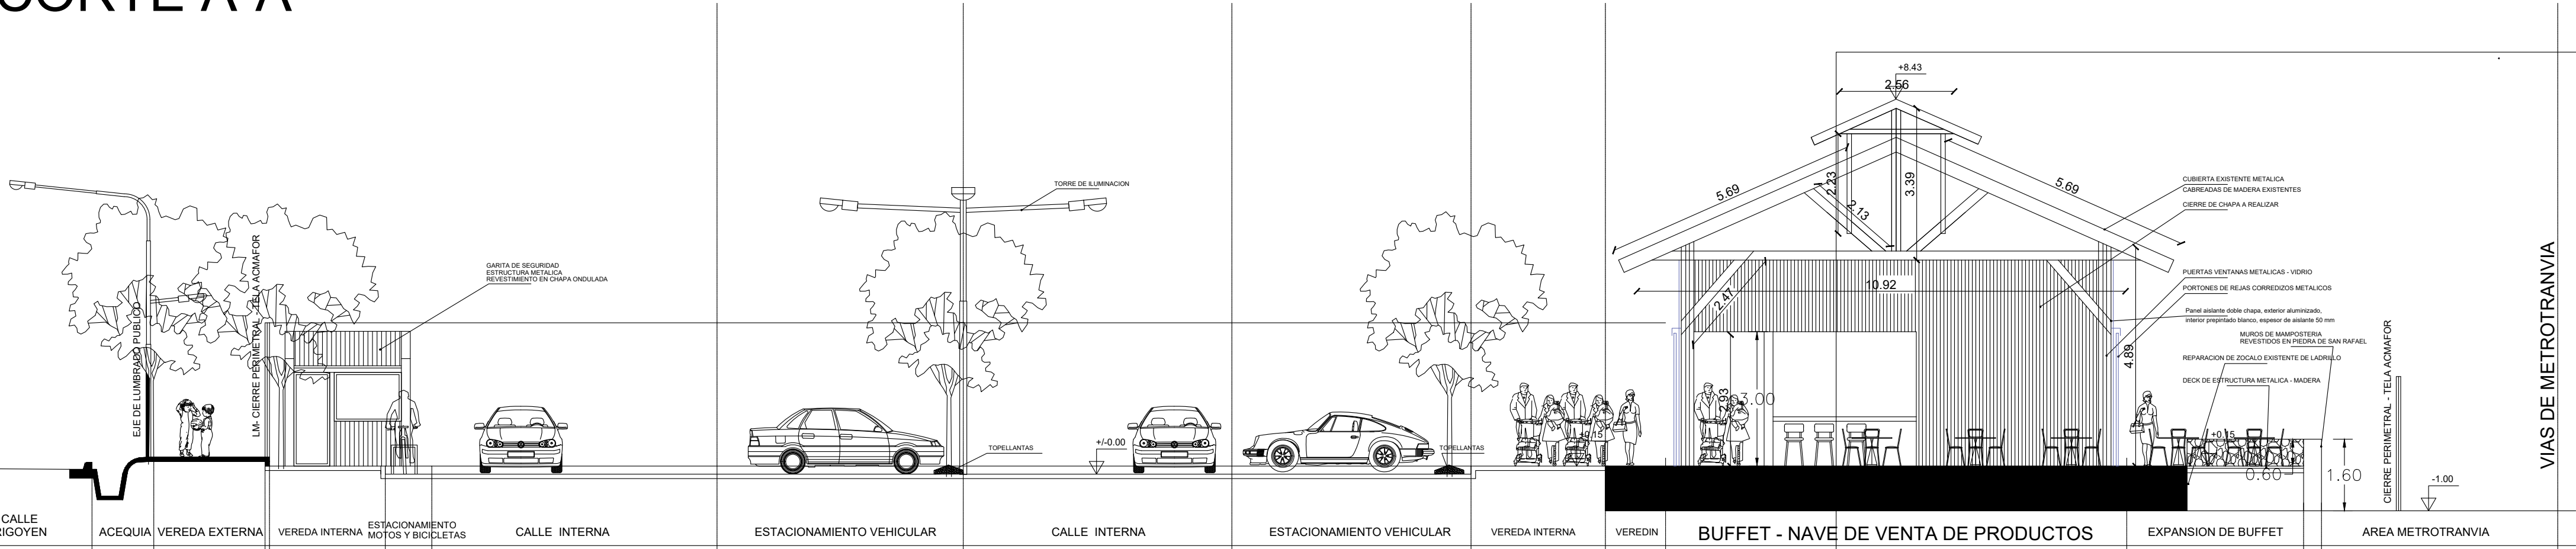 CORTE A-A
+8.43
2.56
TORRE DE ILUMINACION
5.69
2.23
3.39
2.13
5.69
CUBIERTA EXISTENTE METALICA
CABREADAS DE MADERA EXISTENTES
CIERRE DE CHAPA A REALIZAR
GARITA DE SEGURIDAD
ESTRUCTURA METALICA
REVESTIMIENTO EN CHAPA ONDULADA
EJE DE LUMBRADO PUBLICO
LM- CIERRE PERIMETRAL - TELA ACMAFOR
PUERTAS VENTANAS METALICAS - VIDRIO
PORTONES DE REJAS CORREDIZOS METALICOS
10.92
2.47
Panel aislante doble chapa, exterior aluminizado,
interior prepintado blanco, espesor de aislante 50 mm
MUROS DE MAMPOSTERIA
REVESTIDOS EN PIEDRA DE SAN RAFAEL
REPARACION DE ZOCALO EXISTENTE DE LADRILLO
DECK DE ESTRUCTURA METALICA - MADERA
4.89
2.93
3.00
CIERRE PERIMETRAL - TELA ACMAFOR
VIAS DE METROTRANVIA
TOPELLANTAS
+/-0.00
TOPELLANTAS
+0.15
+0.15
0.60
1.60
-1.00
CALLE
RIGOYEN
ACEQUIA
VEREDA EXTERNA
VEREDA INTERNA
ESTACIONAMIENTO
MOTOS Y BICICLETAS
CALLE INTERNA
ESTACIONAMIENTO VEHICULAR
CALLE INTERNA
ESTACIONAMIENTO VEHICULAR
VEREDA INTERNA
VEREDIN
BUFFET - NAVE DE VENTA DE PRODUCTOS
EXPANSION DE BUFFET
AREA METROTRANVIA